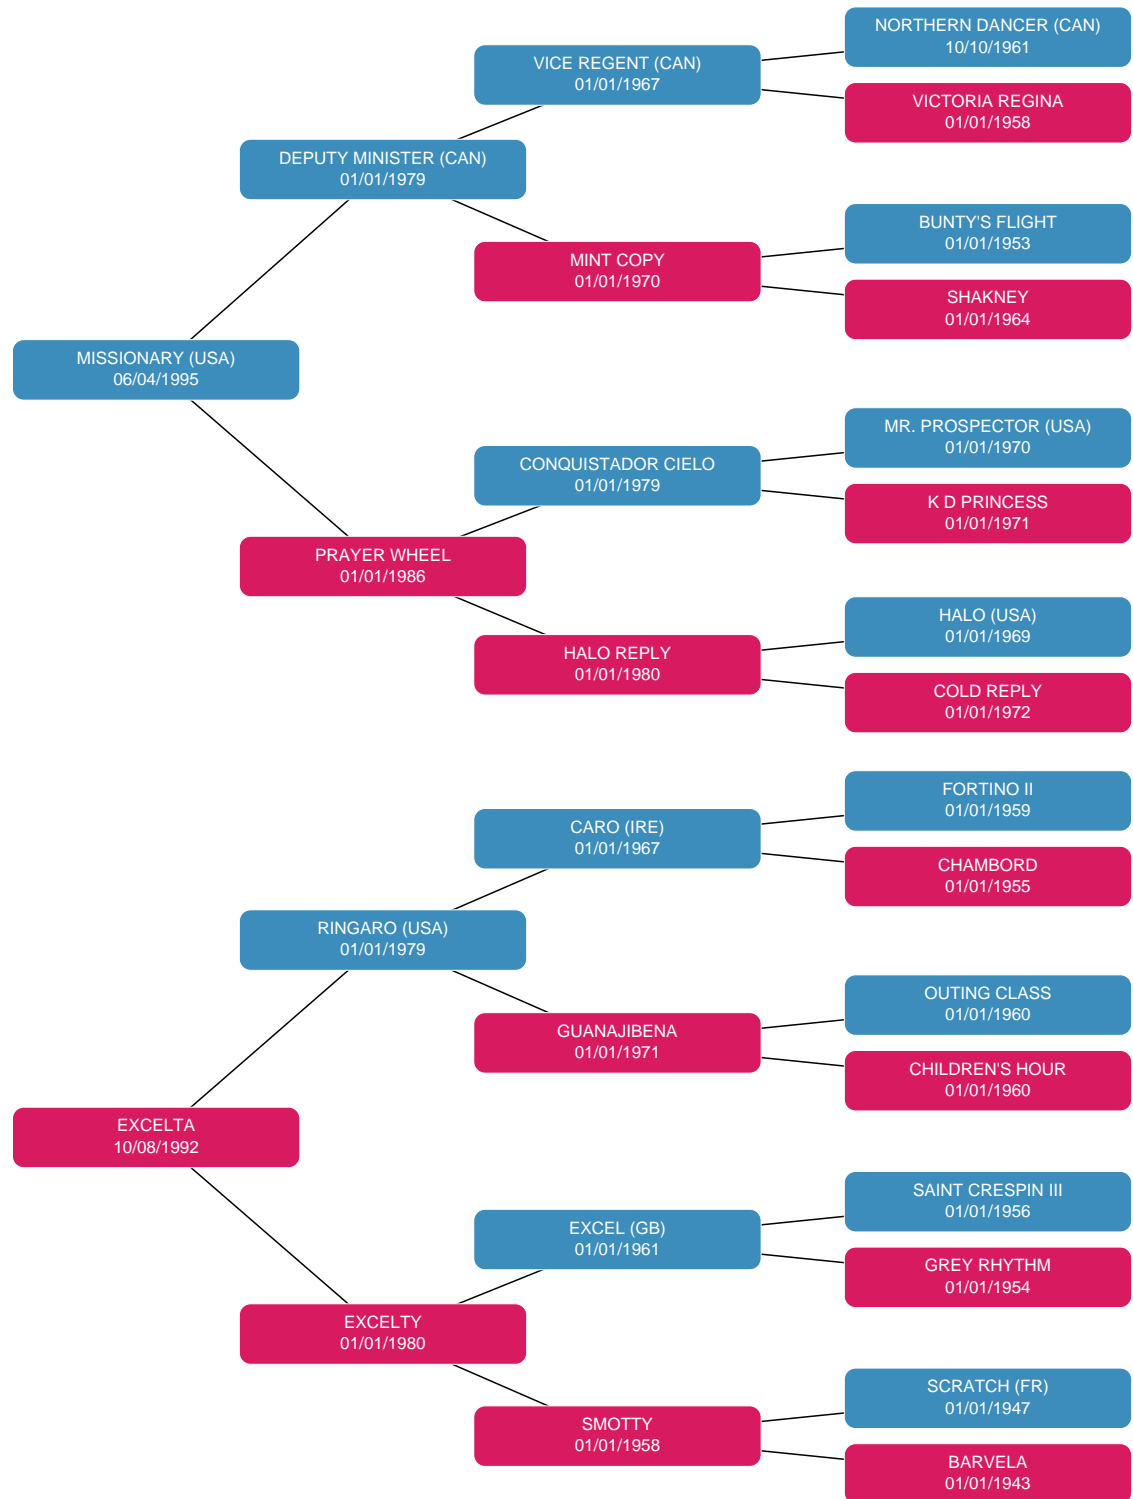 NORTHERN DANCER (CAN)
10/10/1961
VICE REGENT (CAN)
01/01/1967
VICTORIA REGINA
01/01/1958
DEPUTY MINISTER (CAN)
01/01/1979
BUNTY'S FLIGHT
01/01/1953
MINT COPY
01/01/1970
SHAKNEY
01/01/1964
MISSIONARY (USA)
06/04/1995
MR. PROSPECTOR (USA)
01/01/1970
CONQUISTADOR CIELO
01/01/1979
K D PRINCESS
01/01/1971
PRAYER WHEEL
01/01/1986
HALO (USA)
01/01/1969
HALO REPLY
01/01/1980
COLD REPLY
01/01/1972
FORTINO II
01/01/1959
CARO (IRE)
01/01/1967
CHAMBORD
01/01/1955
RINGARO (USA)
01/01/1979
OUTING CLASS
01/01/1960
GUANAJIBENA
01/01/1971
CHILDREN'S HOUR
01/01/1960
EXCELTA
10/08/1992
SAINT CRESPIN III
01/01/1956
EXCEL (GB)
01/01/1961
GREY RHYTHM
01/01/1954
EXCELTY
01/01/1980
SCRATCH (FR)
01/01/1947
SMOTTY
01/01/1958
BARVELA
01/01/1943